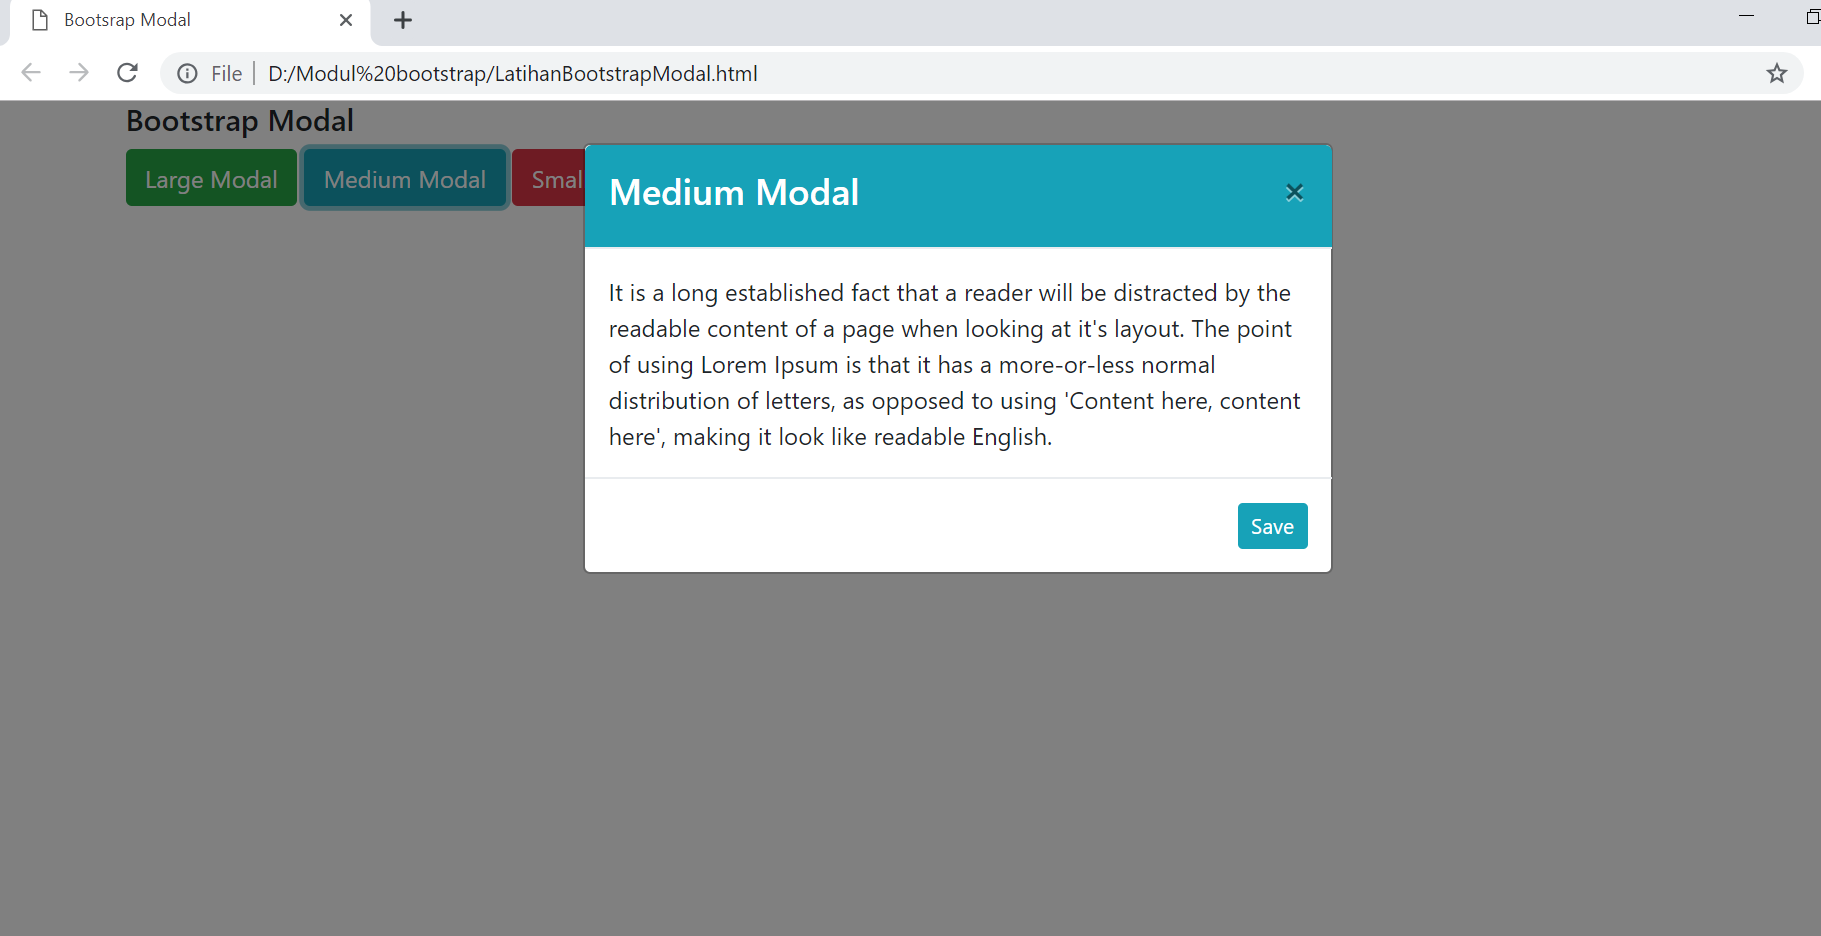 Bootsrap Modal
File
D:/Modul%20bootstrap/LatihanBootstrapModal.html
Bootstrap Modal
Large Modal
Medium Modal
Smal
Medium Modal
×
It is a long established fact that a reader will be distracted by the
readable content of a page when looking at it's layout. The point
of using Lorem Ipsum is that it has a more-or-less normal
distribution of letters, as opposed to using 'Content here, content
here', making it look like readable English.
Save